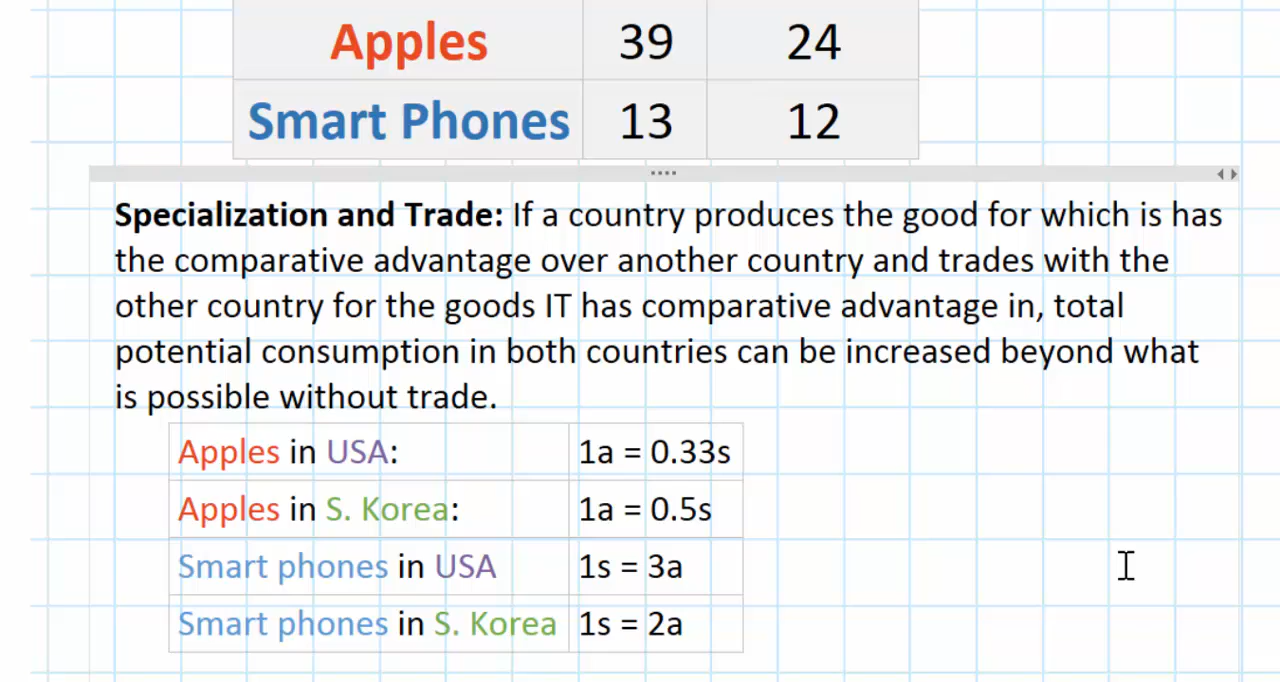 Apples 39 24
Smart Phones 13 12
Specialization and Trade: If a country produces the good for which is has
the comparative advantage over another country and trades with the
other country for the goods IT has comparative advantage in, total
potential consumption in both countries can be increased beyond what
is possible without trade.
Apples in USA: 1a = 0.33s
Apples in S. Korea: 1a = 0.5s
Smart phones in USA 1s = 3a
Smart phones in S. Korea 1s = 2a